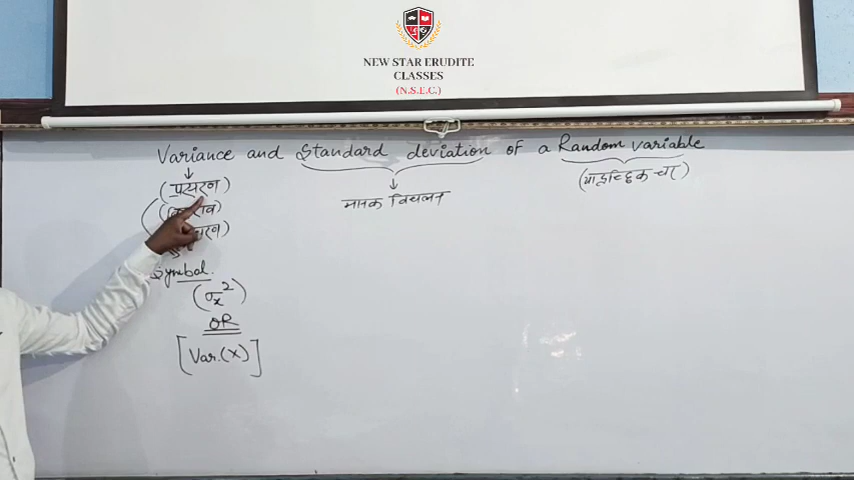 NEW STAR ERUDITE
CLASSES
(N.S.E.C.)
Variance and Standard deviation of a Random variable
(प्रसरण)
मानक विचलन
(यादृच्छिक चर)
Symbol.
(σx²)
OR
[Var.(X)]